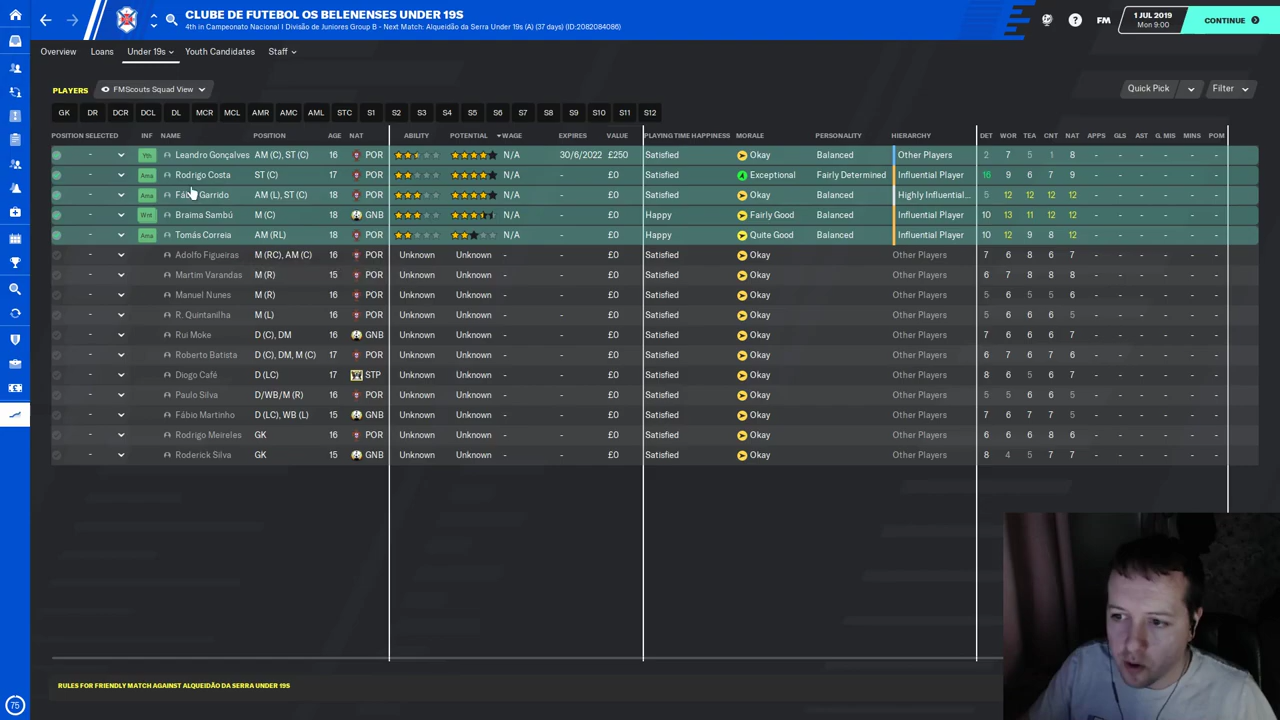 CLUBE DE FUTEBOL OS BELENENSES UNDER 19S
4th in Campeonato Nacional I Divisão de Juniores Group B - Next Match: Alqueidão da Serra Under 19s (A) (37 days) (ID:2082084086)
FM
1 JUL 2019
Mon 9:00
CONTINUE
Overview Loans Under 19s Youth Candidates Staff
PLAYERS FMScouts Squad View Quick Pick Filter
GK DR DCR DCL DL MCR MCL AMR AMC AML STC S1 S2 S3 S4 S5 S6 S7 S8 S9 S10 S11 S12
POSITION SELECTED INF NAME POSITION AGE NAT ABILITY POTENTIAL WAGE EXPIRES VALUE PLAYING TIME HAPPINESS MORALE PERSONALITY HIERARCHY DET WOR TEA CNT NAT APPS GLS G. MIS AST MINS POM
- Yth Leandro Gonçalves AM (C), ST (C) 16 POR N/A 30/6/2022 £250 Satisfied Okay Balanced Other Players 2 7 5 1 8 - - - - - -
- Ama Rodrigo Costa ST (C) 17 POR N/A - £0 Satisfied Exceptional Fairly Determined Influential Player 16 9 6 7 9 - - - - - -
- Ama Garrido AM (L), ST (C) 18 POR N/A - £0 Satisfied Okay Balanced Highly Influential... 5 12 12 12 12 - - - - - -
- Wnt Braima Sambú M (C) 18 GNB N/A - £0 Happy Fairly Good Balanced Influential Player 10 13 11 12 12 - - - - - -
- Ama Tomás Correia AM (RL) 18 POR N/A - £0 Happy Quite Good Balanced Influential Player 10 12 9 8 12 - - - - - -
- Adolfo Figueiras M (RC), AM (C) 16 POR Unknown Unknown - - £0 Satisfied Okay Other Players 7 6 8 6 7 - - - - - -
- Martim Varandas M (R) 15 POR Unknown Unknown - - £0 Satisfied Okay Other Players 6 7 8 8 8 - - - - - -
- Manuel Nunes M (R) 16 POR Unknown Unknown - - £0 Satisfied Okay Other Players 5 6 5 5 6 - - - - - -
- R. Quintanilha M (L) 16 POR Unknown Unknown - - £0 Satisfied Okay Other Players 5 6 6 6 7 - - - - - -
- Rui Moke D (C), DM 16 GNB Unknown Unknown - - £0 Satisfied Okay Other Players 7 6 6 6 7 - - - - - -
- Roberto Batista D (C), DM, M (C) 17 POR Unknown Unknown - - £0 Satisfied Okay Other Players 6 7 6 7 6 - - - - - -
- Diogo Café D (LC) 17 STP Unknown Unknown - - £0 Satisfied Okay Other Players 8 6 5 7 7 - - - - - -
- Paulo Silva D/WB/M (R) 16 POR Unknown Unknown - - £0 Satisfied Okay Other Players 5 5 6 6 6 - - - - - -
- Fábio Martinho D (LC), WB (L) 15 GNB Unknown Unknown - - £0 Satisfied Okay Other Players 7 6 7 7 5 - - - - - -
- Rodrigo Meireles GK 16 POR Unknown Unknown - - £0 Satisfied Okay Other Players 6 6 6 8 6 - - - - - -
- Roderick Silva GK 15 GNB Unknown Unknown - - £0 Satisfied Okay Other Players 8 4 5 7 7 - - - - - -
RULES FOR FRIENDLY MATCH AGAINST ALQUEIDÃO DA SERRA UNDER 19S
75